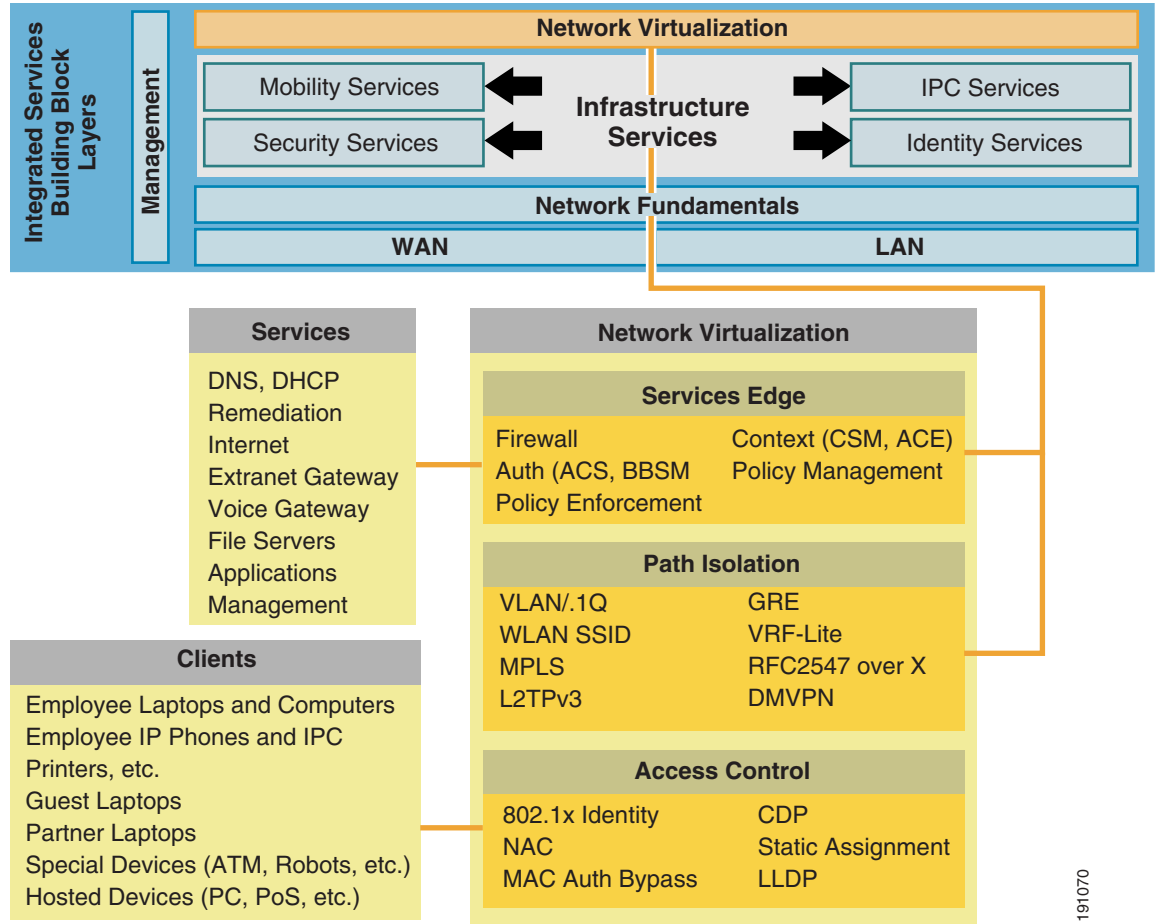 Integrated Services
Building Block
Layers
Management
Network Virtualization
Mobility Services
Security Services
Infrastructure
Services
IPC Services
Identity Services
Network Fundamentals
WAN
LAN
Services
DNS, DHCP
Remediation
Internet
Extranet Gateway
Voice Gateway
File Servers
Applications
Management
Network Virtualization
Services Edge
Firewall
Auth (ACS, BBSM
Policy Enforcement
Context (CSM, ACE)
Policy Management
Path Isolation
VLAN/.1Q
WLAN SSID
MPLS
L2TPv3
GRE
VRF-Lite
RFC2547 over X
DMVPN
Clients
Employee Laptops and Computers
Employee IP Phones and IPC
Printers, etc.
Guest Laptops
Partner Laptops
Special Devices (ATM, Robots, etc.)
Hosted Devices (PC, PoS, etc.)
Access Control
802.1x Identity
NAC
MAC Auth Bypass
CDP
Static Assignment
LLDP
191070